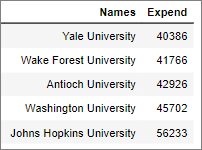 Names Expend
Yale University 40386
Wake Forest University 41766
Antioch University 42926
Washington University 45702
Johns Hopkins University 56233